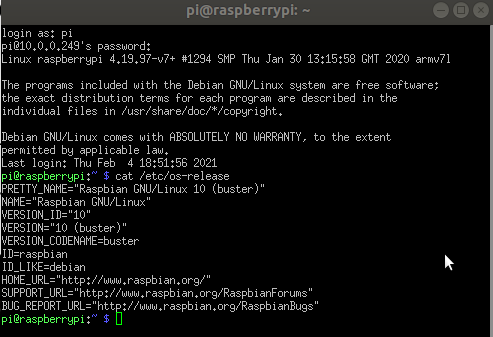 pi@raspberrypi: ~
login as: pi
pi@10.0.0.249's password:
Linux raspberrypi 4.19.97-v7+ #1294 SMP Thu Jan 30 13:15:58 GMT 2020 armv7l
The programs included with the Debian GNU/Linux system are free software;
the exact distribution terms for each program are described in the
individual files in /usr/share/doc/*/copyright.
Debian GNU/Linux comes with ABSOLUTELY NO WARRANTY, to the extent
permitted by applicable law.
Last login: Thu Feb  4 18:51:56 2021
pi@raspberrypi:~ $ cat /etc/os-release
PRETTY_NAME="Raspbian GNU/Linux 10 (buster)"
NAME="Raspbian GNU/Linux"
VERSION_ID="10"
VERSION="10 (buster)"
VERSION_CODENAME=buster
ID=raspbian
ID_LIKE=debian
HOME_URL="http://www.raspbian.org/"
SUPPORT_URL="http://www.raspbian.org/RaspbianForums"
BUG_REPORT_URL="http://www.raspbian.org/RaspbianBugs"
pi@raspberrypi:~ $